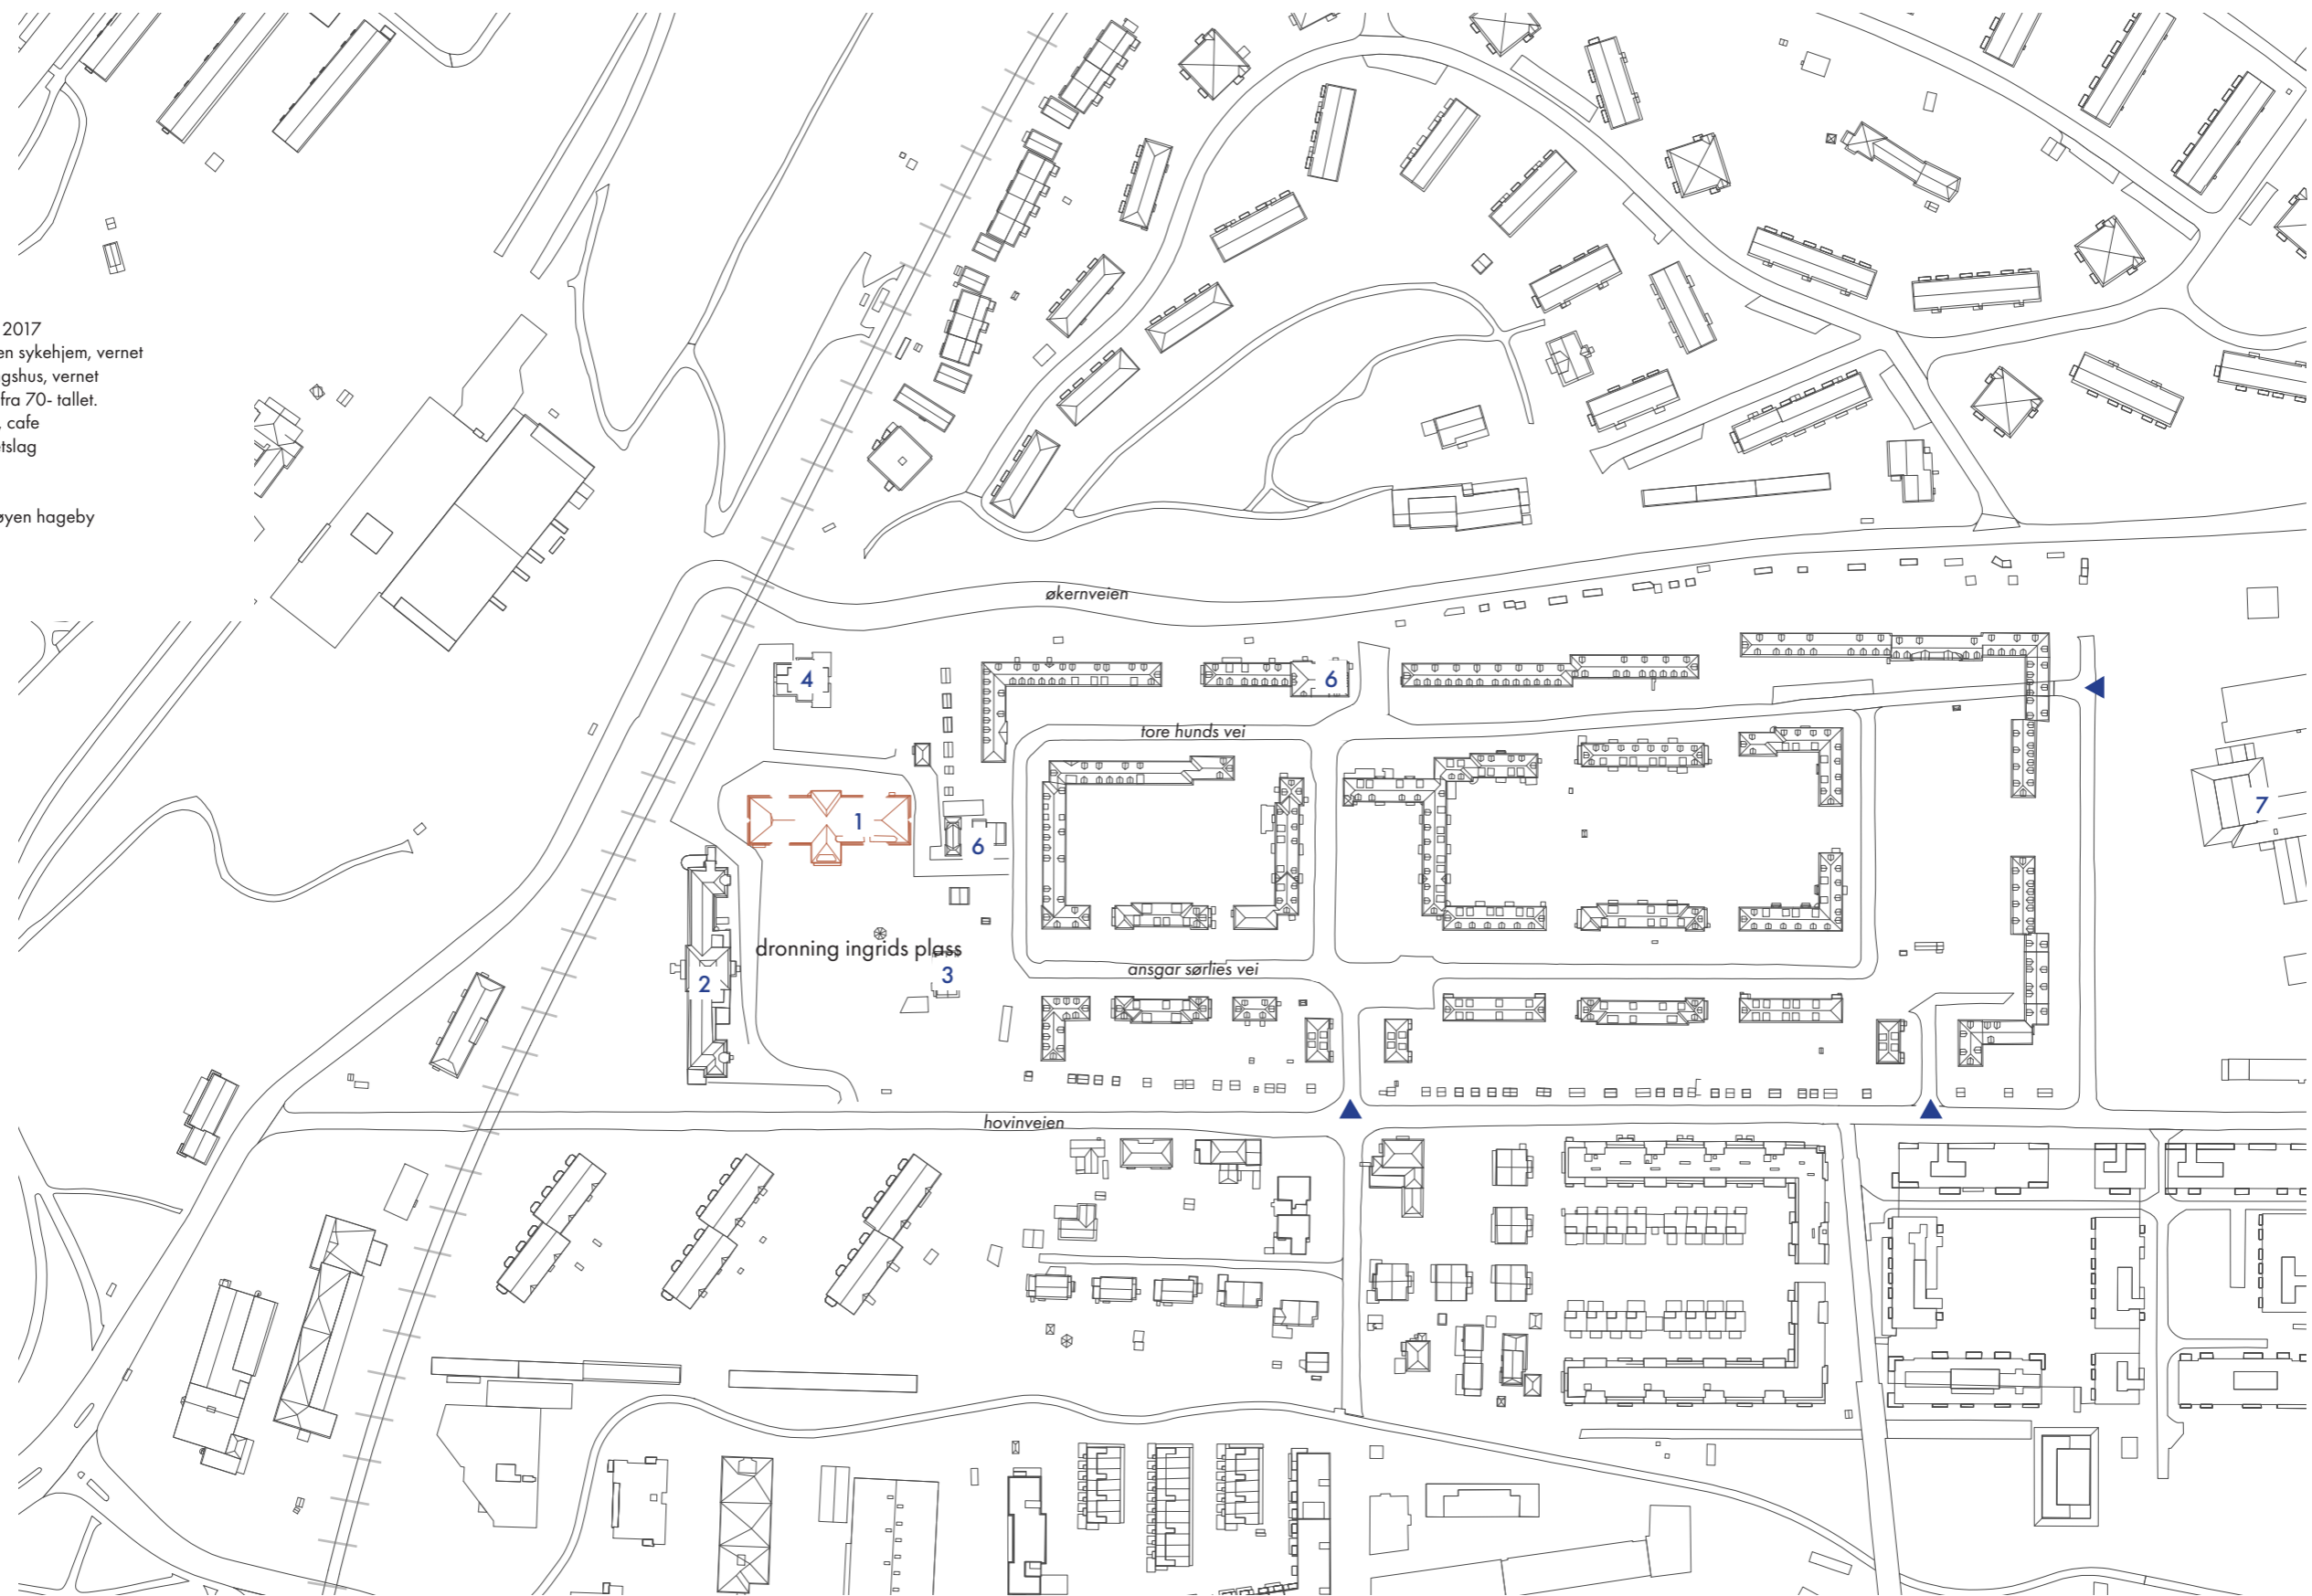 2017
en sykehjem, vernet
gshus, vernet
fra 70- tallet.
, cafe
tslag
øyen hageby
økernveien
4
6
tore hunds vei
1
6
7
dronning ingrids plass
3
2
ansgar sørlies vei
hovinveien